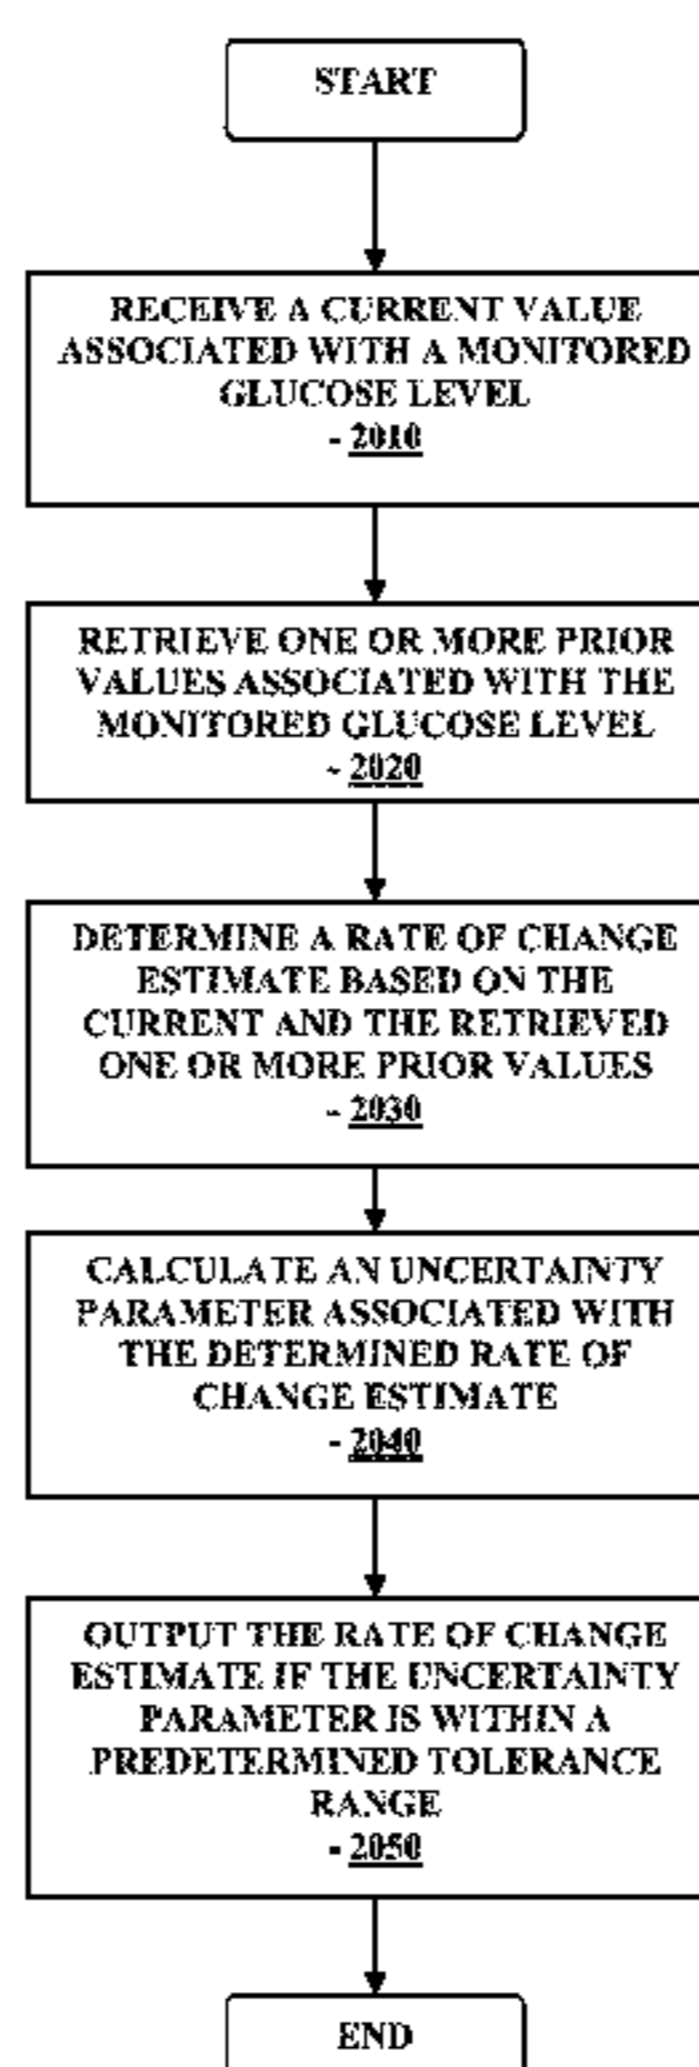 START
RECEIVE A CURRENT VALUE
ASSOCIATED WITH A MONITORED
GLUCOSE LEVEL
- 2010
RETRIEVE ONE OR MORE PRIOR
VALUES ASSOCIATED WITH THE
MONITORED GLUCOSE LEVEL
- 2020
DETERMINE A RATE OF CHANGE
ESTIMATE BASED ON THE
CURRENT AND THE RETRIEVED
ONE OR MORE PRIOR VALUES
- 2030
CALCULATE AN UNCERTAINTY
PARAMETER ASSOCIATED WITH
THE DETERMINED RATE OF
CHANGE ESTIMATE
- 2040
OUTPUT THE RATE OF CHANGE
ESTIMATE IF THE UNCERTAINTY
PARAMETER IS WITHIN A
PREDETERMINED TOLERANCE
RANGE
- 2050
END